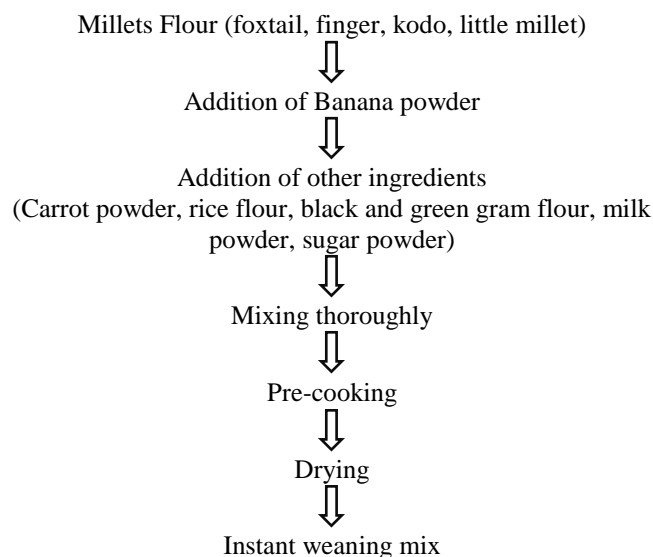 Millets Flour (foxtail, finger, kodo, little millet)
Addition of Banana powder
Addition of other ingredients
(Carrot powder, rice flour, black and green gram flour, milk
powder, sugar powder)
Mixing thoroughly
Pre-cooking
Drying
Instant weaning mix